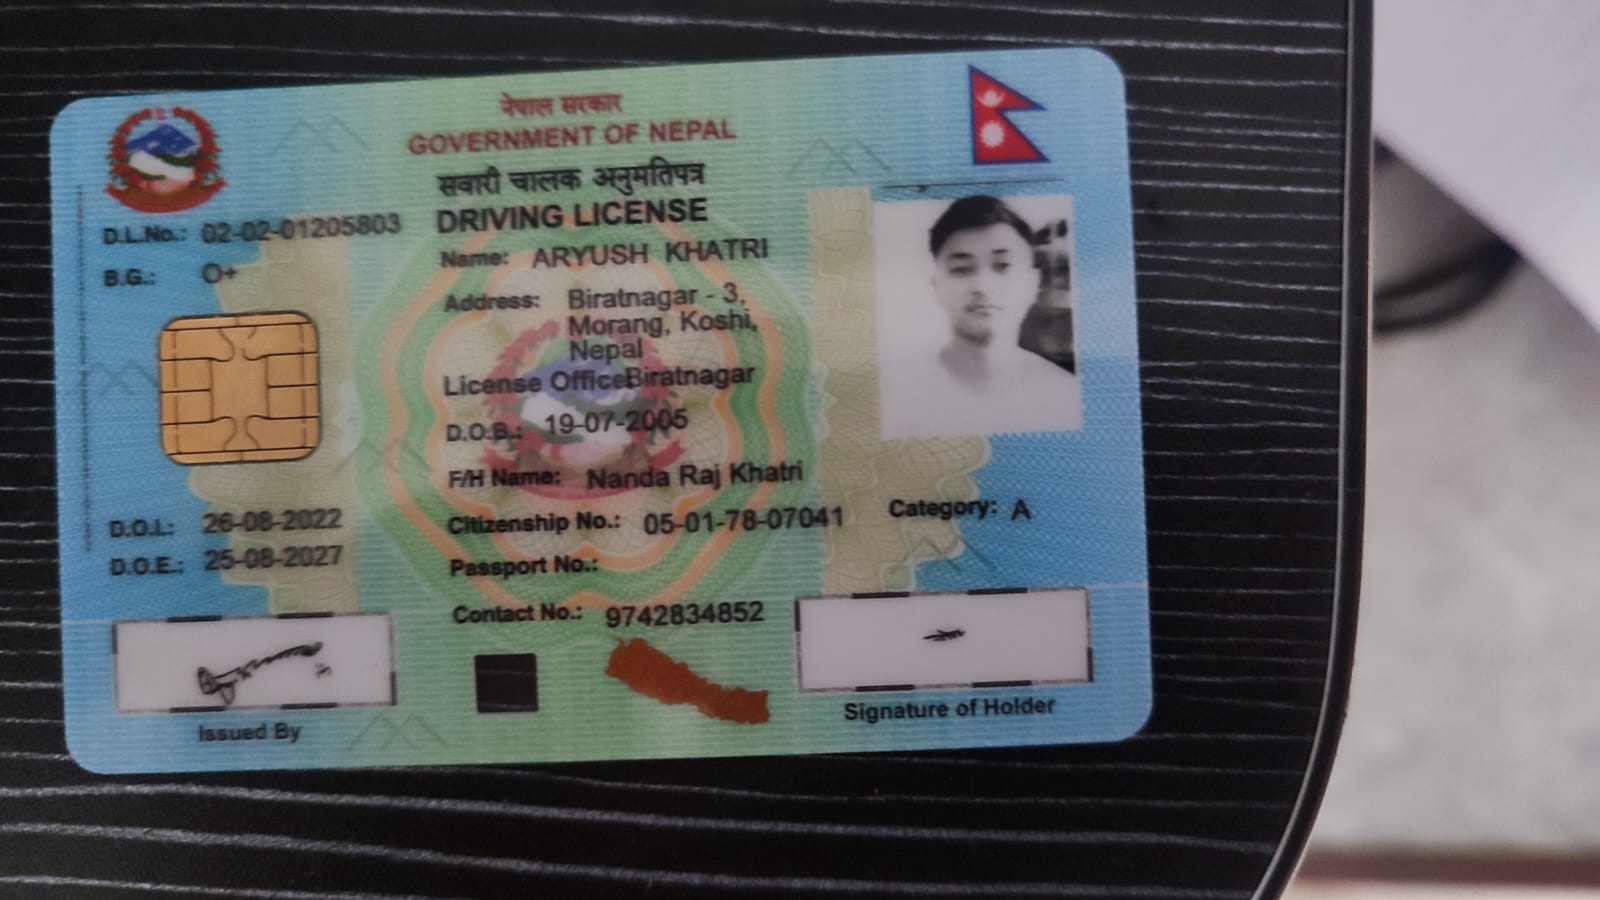 नेपाल सरकार
GOVERNMENT OF NEPAL
सवारी चालक अनुमतिपत्र
DRIVING LICENSE
D.L.No.: 02-02-01205803
B.G.: O+
Name: ARYUSH KHATRI
Address: Biratnagar - 3,
Morang, Koshi,
Nepal
License Office:Biratnagar
D.O.B.: 19-07-2005
F/H Name: Nanda Raj Khatri
Citizenship No.: 05-01-78-07041
Category: A
D.O.I.: 26-08-2022
D.O.E.: 25-08-2027
Passport No.:
Contact No.: 9742834852
Issued By
Signature of Holder